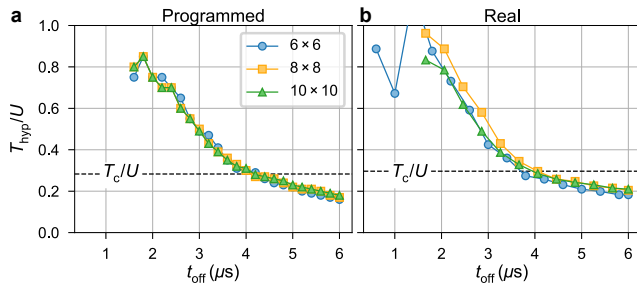 a Programmed
b Real
6 × 6
8 × 8
10 × 10
T_hyp/U
1.0
0.8
0.6
0.4
0.2
0.0
T_c/U
T_c/U
1 2 3 4 5 6
1 2 3 4 5 6
t_off (μs)
t_off (μs)